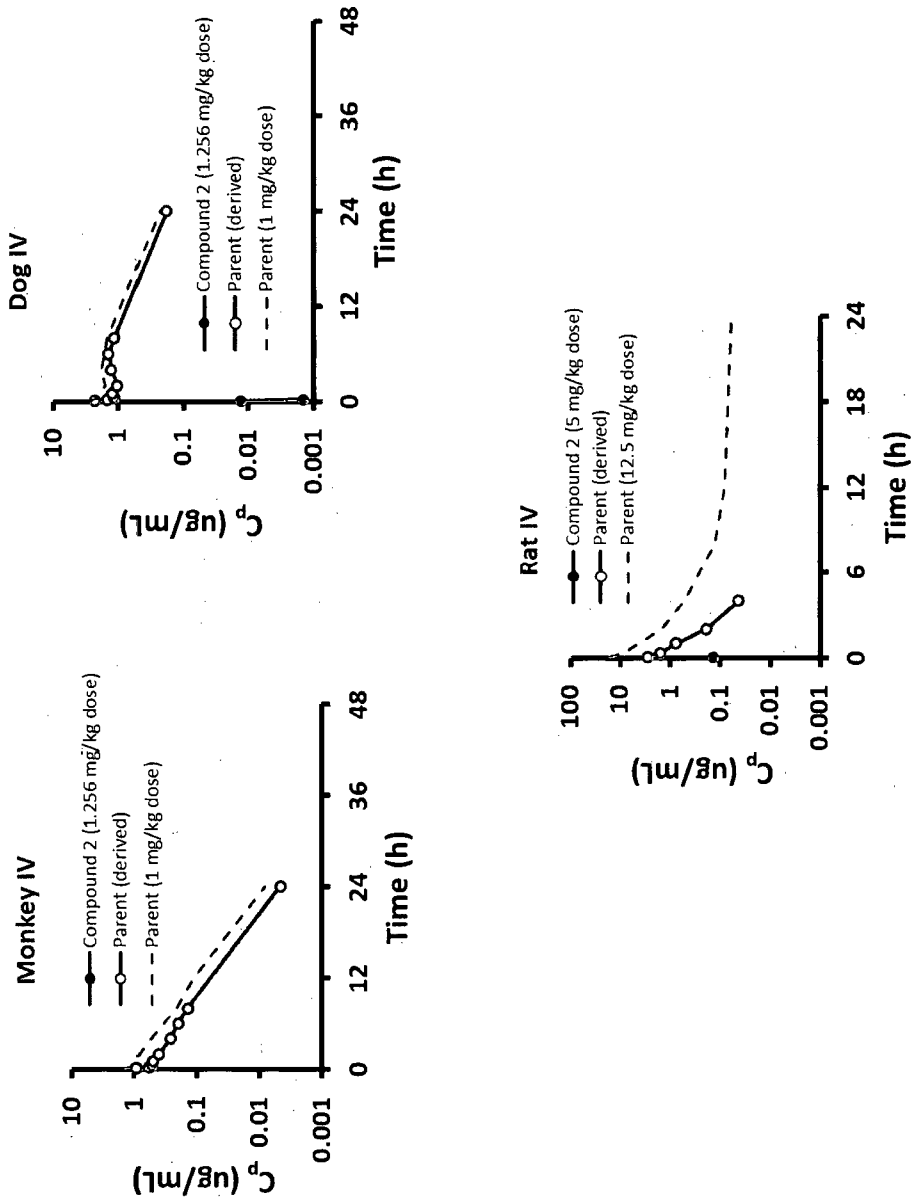 Monkey IV
Compound 2 (1.256 mg/kg dose)
Parent (derived)
Parent (1 mg/kg dose)
10
1
0.1
0.01
0.001
Cp (ug/mL)
0
12
24
36
48
Time (h)
Dog IV
10
1
0.1
0.01
0.001
Cp (ug/mL)
Compound 2 (1.256 mg/kg dose)
Parent (derived)
Parent (1 mg/kg dose)
0
12
24
36
48
Time (h)
Rat IV
Compound 2 (5 mg/kg dose)
Parent (derived)
Parent (12.5 mg/kg dose)
100
10
1
0.1
0.01
0.001
Cp (ug/mL)
0
6
12
18
24
Time (h)